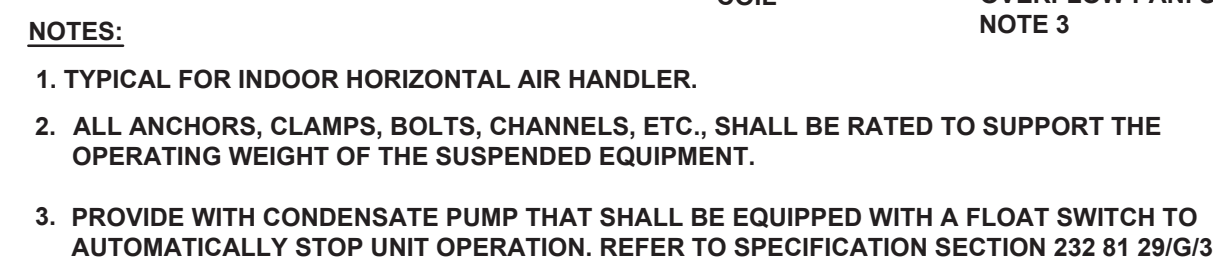 NOTE 3
NOTES:
1. TYPICAL FOR INDOOR HORIZONTAL AIR HANDLER.
2. ALL ANCHORS, CLAMPS, BOLTS, CHANNELS, ETC., SHALL BE RATED TO SUPPORT THE
OPERATING WEIGHT OF THE SUSPENDED EQUIPMENT.
3. PROVIDE WITH CONDENSATE PUMP THAT SHALL BE EQUIPPED WITH A FLOAT SWITCH TO
AUTOMATICALLY STOP UNIT OPERATION. REFER TO SPECIFICATION SECTION 232 81 29/G/3